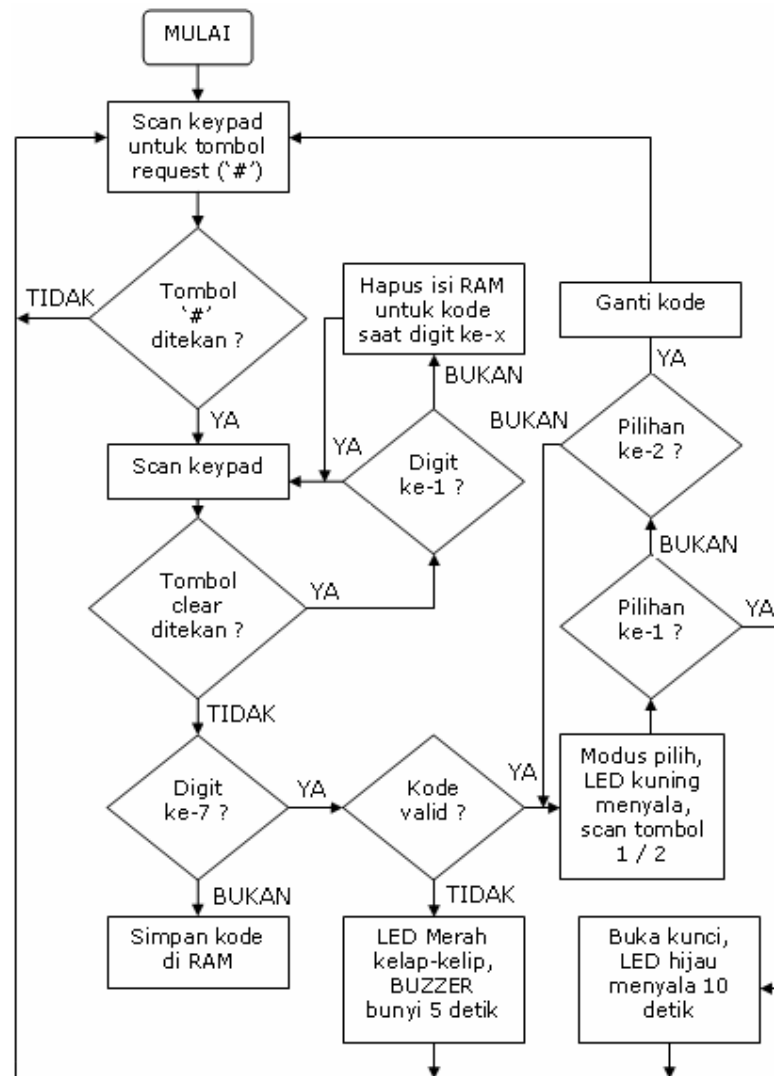 MULAI
Scan keypad
untuk tombol
request (`#´)
Tombol
`#'
ditekan ?
TIDAK
YA
Scan keypad
Tombol
clear
ditekan ?
YA
TIDAK
Digit
ke-1 ?
YA
BUKAN
Hapus isi RAM
untuk kode
saat digit ke-x
Digit
ke-7 ?
YA
BUKAN
Simpan kode
di RAM
Kode
valid ?
YA
TIDAK
LED Merah
kelap-kelip,
BUZZER
bunyi 5 detik
Modus pilih,
LED kuning
menyala,
scan tombol
1 / 2
Pilihan
ke-1 ?
YA
BUKAN
Pilihan
ke-2 ?
BUKAN
YA
Ganti kode
Buka kunci,
LED hijau
menyala 10
detik